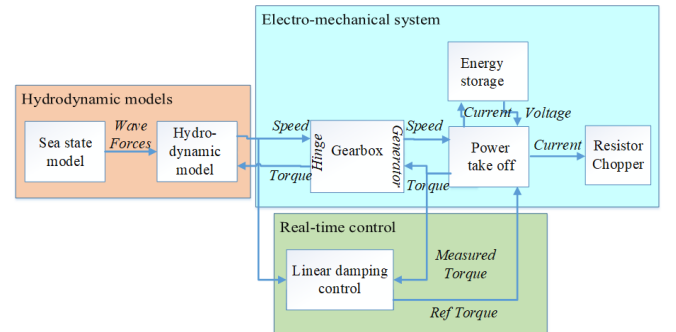 Electro-mechanical system
Energy
storage
Hydrodynamic models
Current
Voltage
Sea state
model
Wave
Forces
Hydro-
dynamic
model
Speed
Torque
Hinge
Gearbox
Generator
Speed
Torque
Power
take off
Current
Resistor
Chopper
Real-time control
Linear damping
control
Measured
Torque
Ref Torque